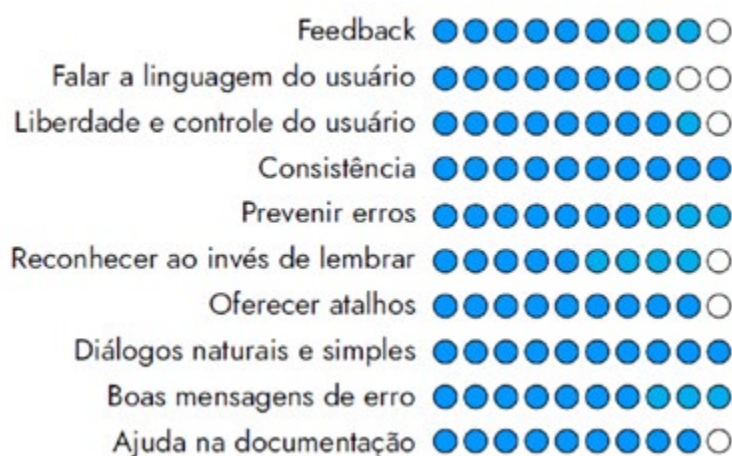 Feedback
Falar a linguagem do usuário
Liberdade e controle do usuário
Consistência
Prevenir erros
Reconhecer ao invés de lembrar
Oferecer atalhos
Diálogos naturais e simples
Boas mensagens de erro
Ajuda na documentação